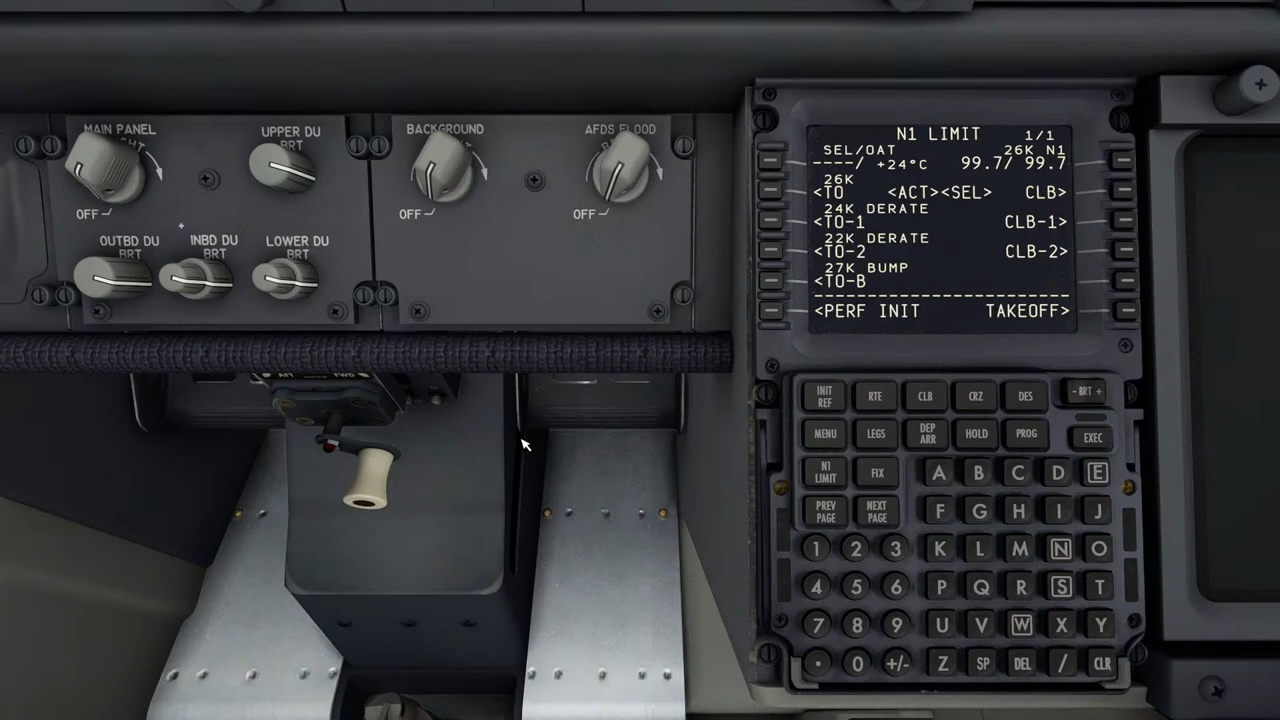 MAIN PANEL
UPPER DU
BRT
BACKGROUND
AFDS FLOOD
OFF
OFF
OFF
OUTBD DU
BRT
INBD DU
BRT
LOWER DU
BRT
N1 LIMIT 1/1
SEL/OAT 26K N1
----/ +24°C 99.7/ 99.7
26K
<TO <ACT><SEL> CLB>
24K DERATE
<TO-1 CLB-1>
22K DERATE
<TO-2 CLB-2>
27K BUMP
<TO-B
<PERF INIT TAKEOFF>
INIT REF RTE CLB CRZ DES - BRT +
MENU LEGS DEP ARR HOLD PROG EXEC
N1 LIMIT FIX A B C D E
PREV PAGE NEXT PAGE F G H I J
1 2 3 K L M N O
4 5 6 P Q R S T
7 8 9 U V W X Y
. 0 +/- Z SP DEL / CLR